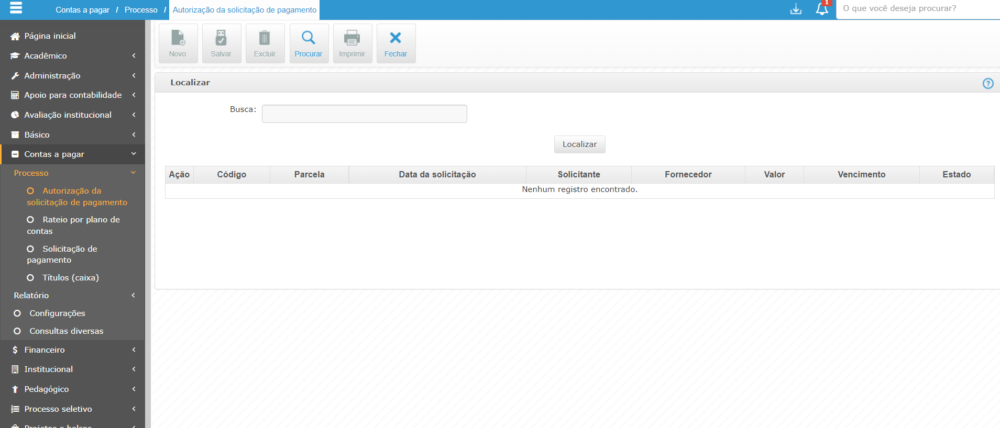 Contas a pagar / Processo / Autorização da solicitação de pagamento
1
O que você deseja procurar?
Página inicial
Acadêmico
Administração
Apoio para contabilidade
Avaliação institucional
Básico
Contas a pagar
Processo
Autorização da
solicitação de pagamento
Rateio por plano de
contas
Solicitação de
pagamento
Títulos (caixa)
Relatório
Configurações
Consultas diversas
Financeiro
Institucional
Pedagógico
Processo seletivo
Projetos e bolsas
Novo Salvar Excluir Procurar Imprimir Fechar
Localizar
?
Busca:
Localizar
Ação Código Parcela Data da solicitação Solicitante Fornecedor Valor Vencimento Estado
Nenhum registro encontrado.